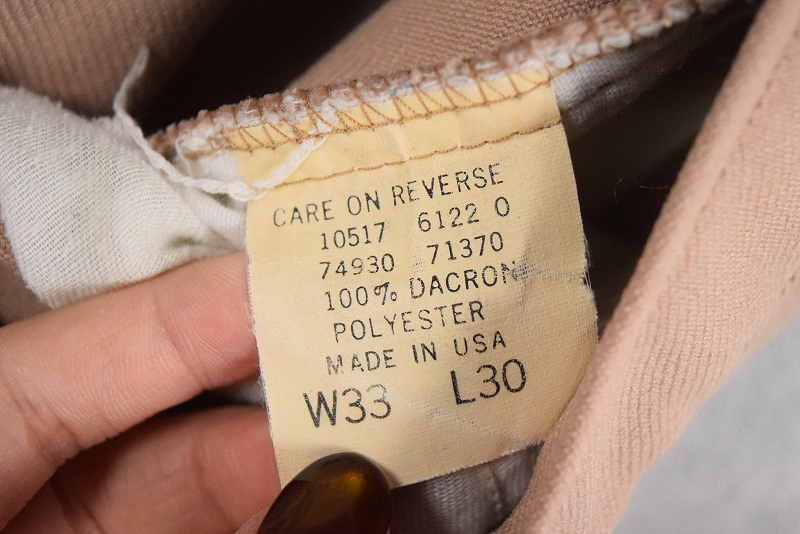 CARE ON REVERSE
10517 6122 0
74930 71370
100% DACRON
POLYESTER
MADE IN USA
W33 L30